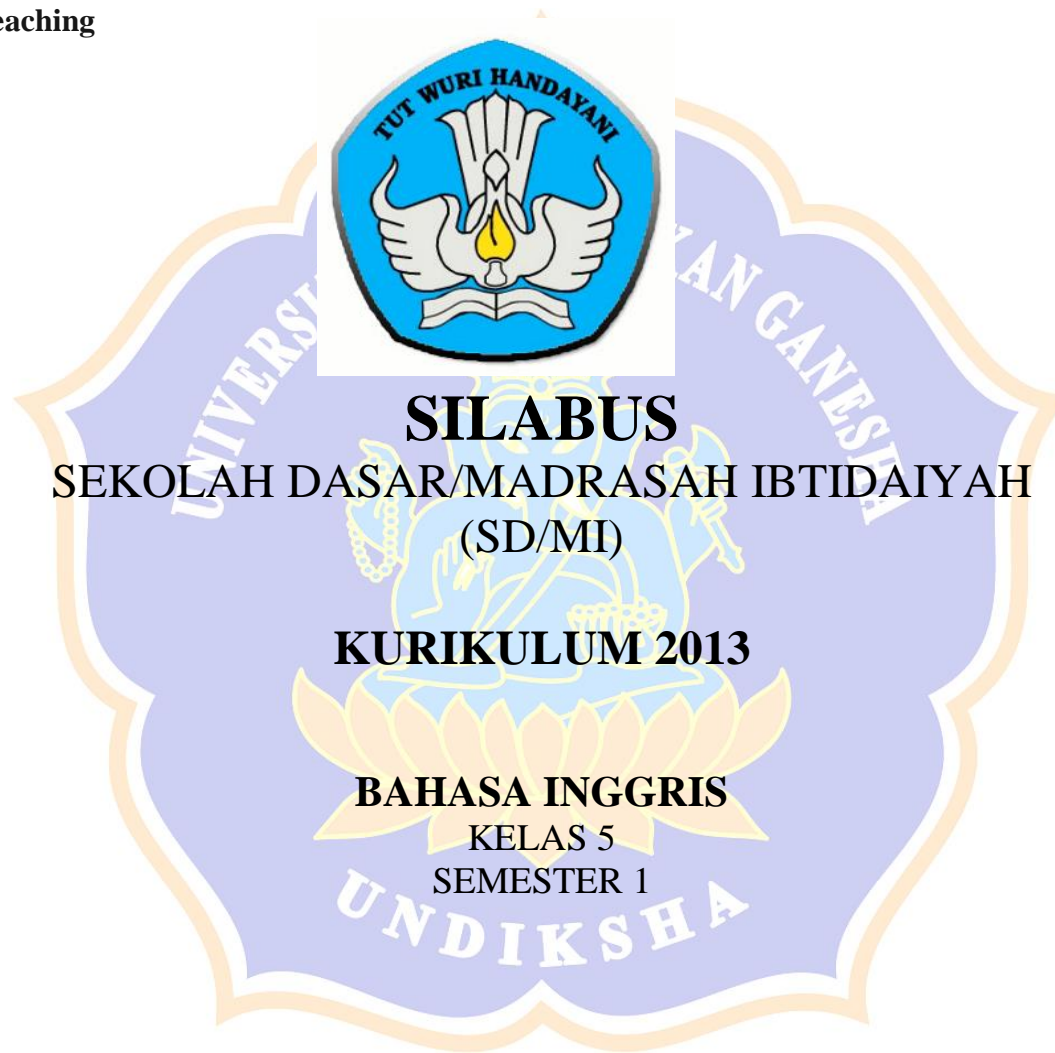 eaching
TUT WURI HANDAYANI
SILABUS
SEKOLAH DASAR/MADRASAH IBTIDAIYAH
(SD/MI)
KURIKULUM 2013
BAHASA INGGRIS
KELAS 5
SEMESTER 1
GANESHA
UNDIKSHA